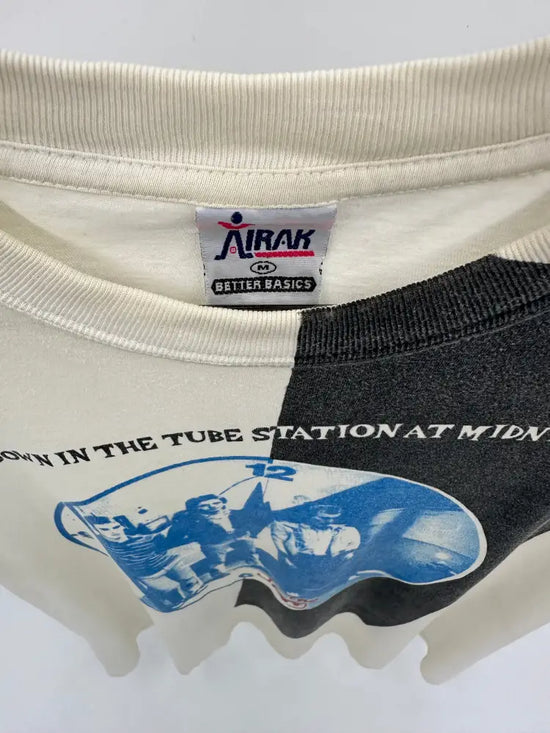 AIRAK
M
BETTER BASICS
OWN IN THE TUBE STATION AT MIDN
12